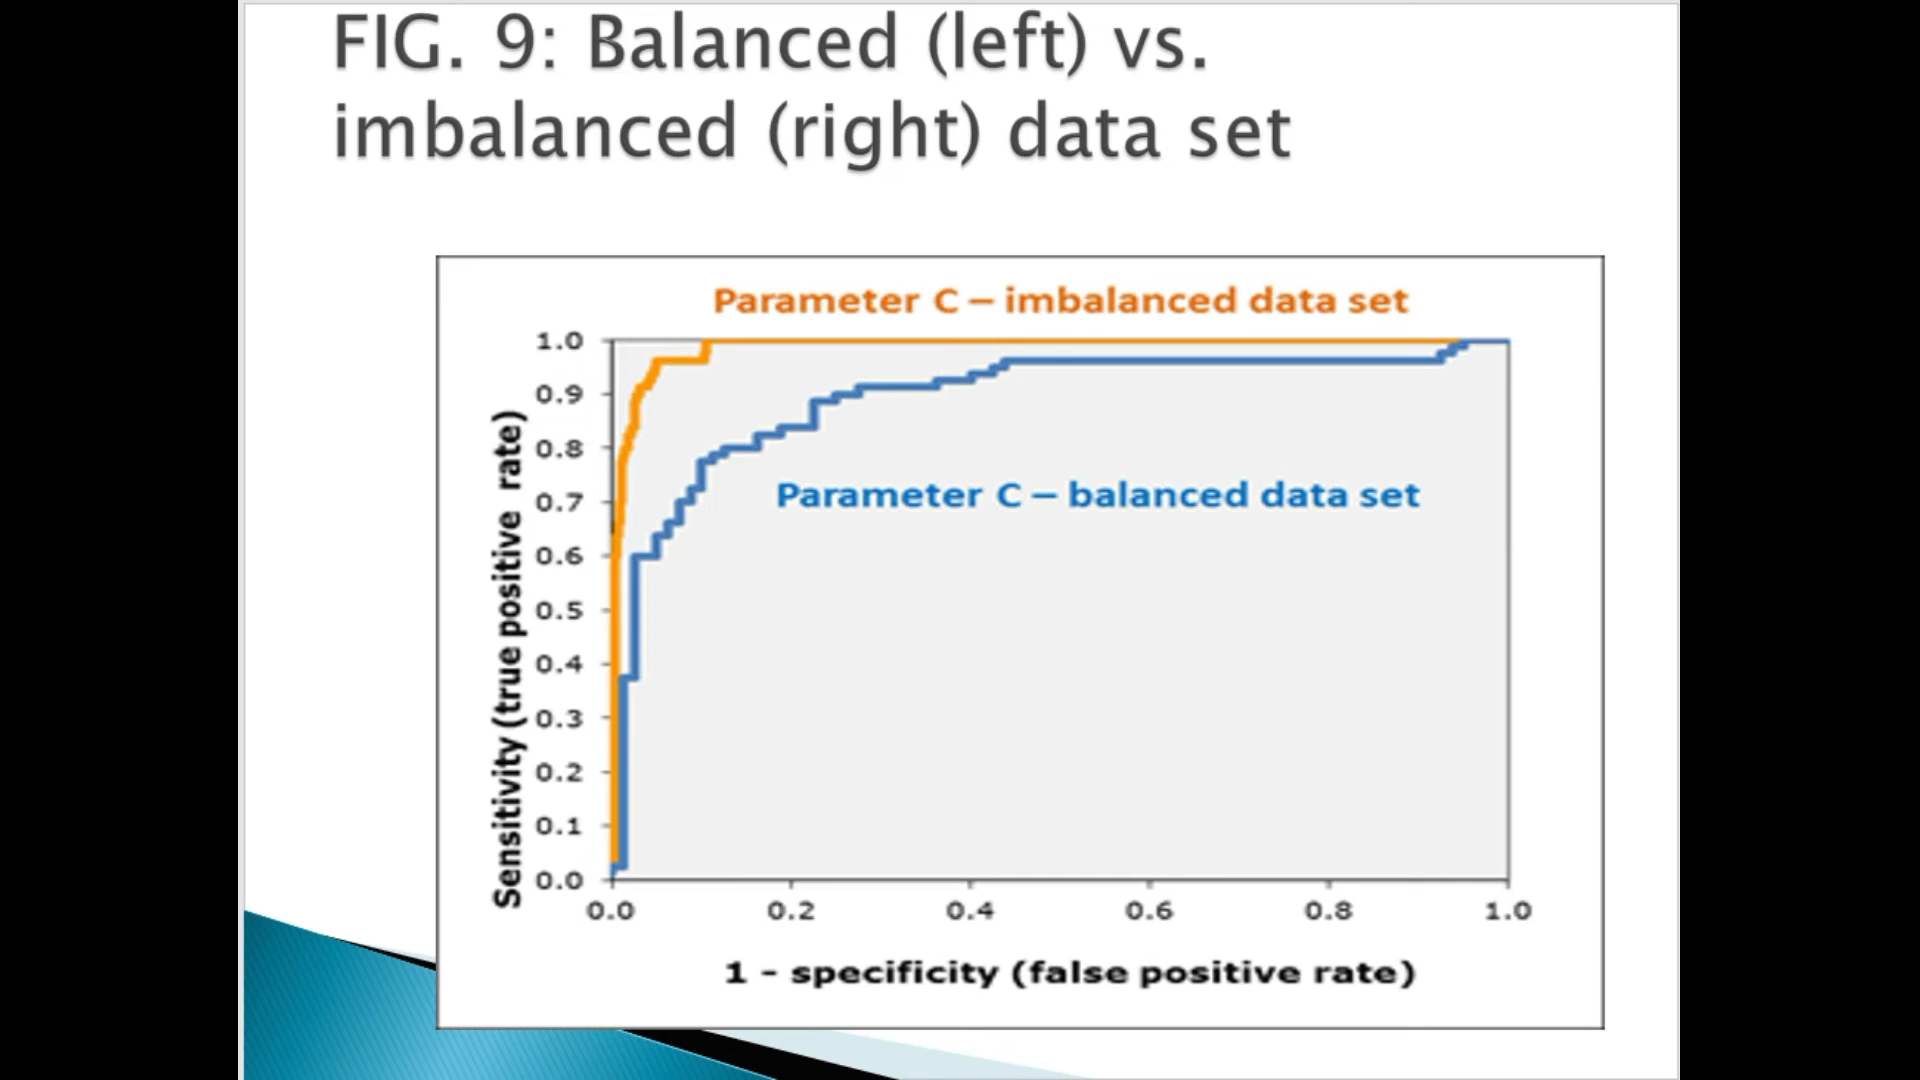 FIG. 9: Balanced (left) vs.
imbalanced (right) data set
Parameter C – imbalanced data set
1.0
0.9
0.8
0.7
0.6
0.5
0.4
0.3
0.2
0.1
0.0
Sensitivity (true positive rate)
Parameter C – balanced data set
0.0 0.2 0.4 0.6 0.8 1.0
1 - specificity (false positive rate)